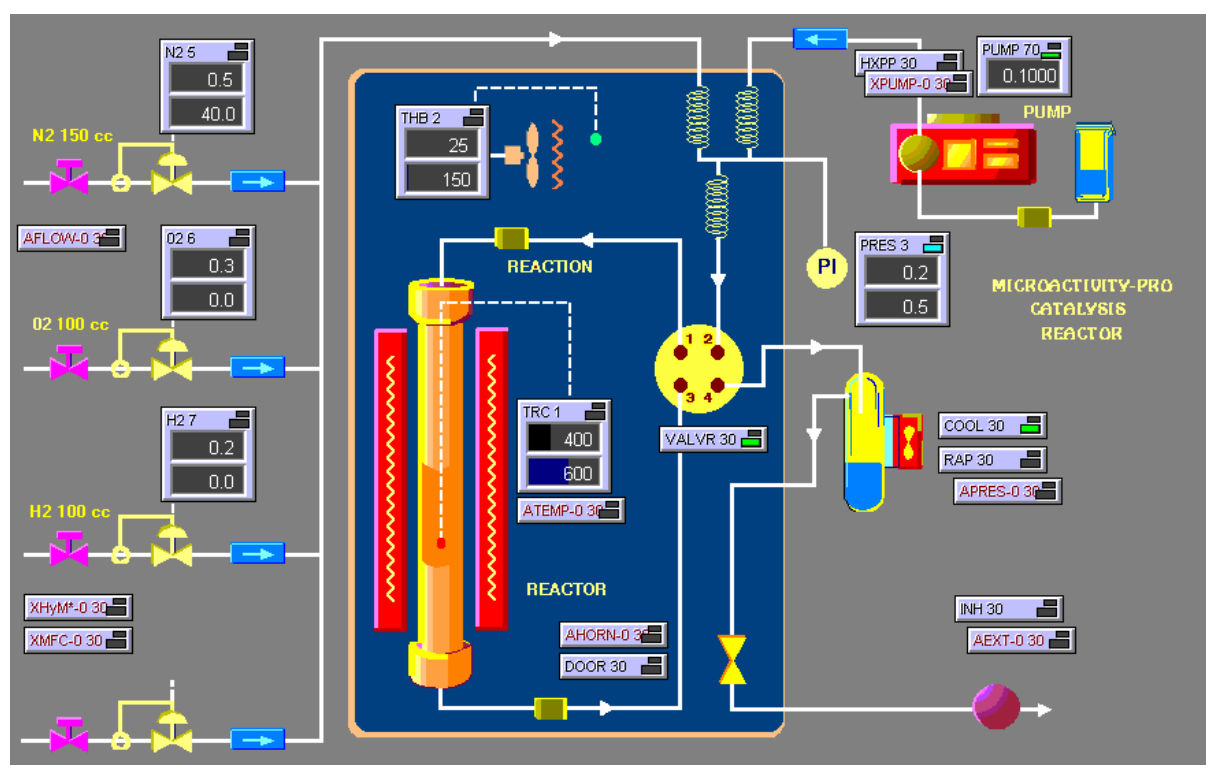 N2 5
0.5
40.0
N2 150 cc
AFLOW-0 30
O2 6
0.3
0.0
O2 100 cc
H2 7
0.2
0.0
H2 100 cc
XHyM*-0 30
XMFC-0 30
THB 2
25
150
REACTION
TRC 1
400
600
ATEMP-0 30
REACTOR
AHORN-0 30
DOOR 30
1 2
3 4
VALVR 30
HXPP 30
XPUMP-0 30
PUMP 70
0.1000
PUMP
PI
PRES 3
0.2
0.5
MICROACTIVITY-PRO
CATALYSIS
REACTOR
COOL 30
RAP 30
APRES-0 30
INH 30
AEXT-0 30